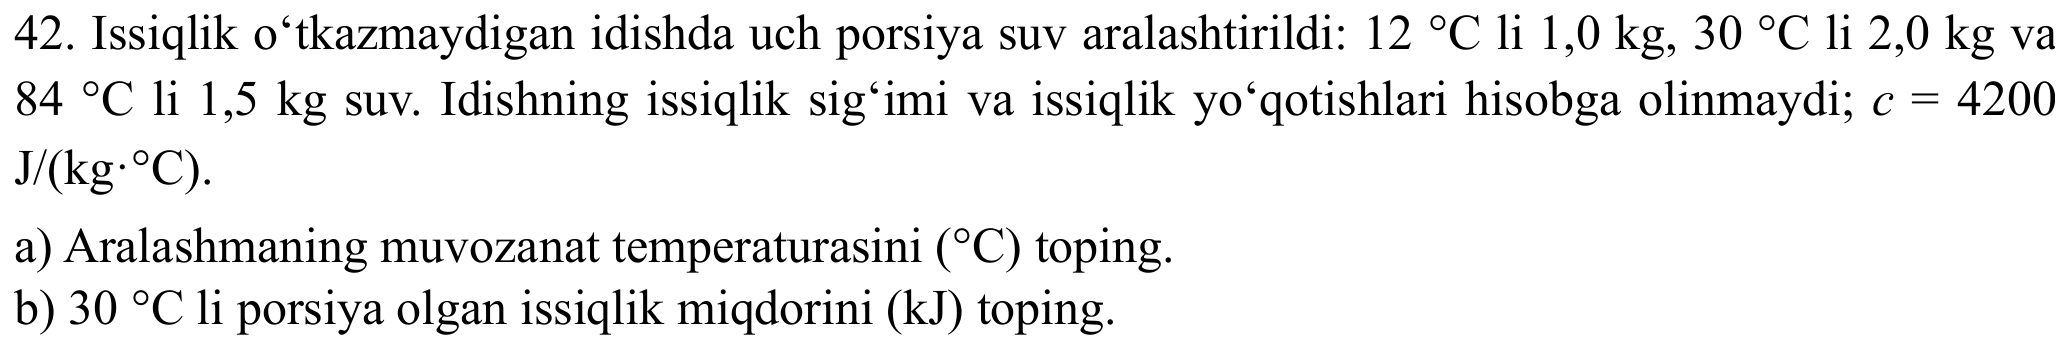 42. Issiqlik o‘tkazmaydigan idishda uch porsiya suv aralashtirildi: 12 °C li 1,0 kg, 30 °C li 2,0 kg va
84 °C li 1,5 kg suv. Idishning issiqlik sig‘imi va issiqlik yo‘qotishlari hisobga olinmaydi; c = 4200
J/(kg·°C).
a) Aralashmaning muvozanat temperaturasini (°C) toping.
b) 30 °C li porsiya olgan issiqlik miqdorini (kJ) toping.